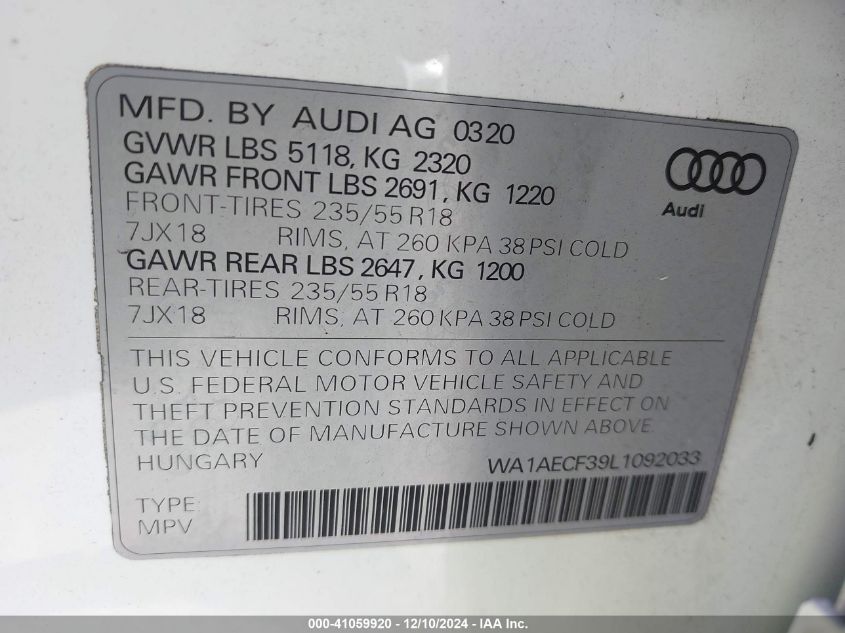 MFD. BY AUDI AG 0320
GVWR LBS 5118, KG 2320
GAWR FRONT LBS 2691, KG 1220
FRONT-TIRES 235/55 R18
7JX18 RIMS, AT 260 KPA 38 PSI COLD
GAWR REAR LBS 2647, KG 1200
REAR-TIRES 235/55 R18
7JX18 RIMS, AT 260 KPA 38 PSI COLD
Audi
THIS VEHICLE CONFORMS TO ALL APPLICABLE
U.S. FEDERAL MOTOR VEHICLE SAFETY AND
THEFT PREVENTION STANDARDS IN EFFECT ON
THE DATE OF MANUFACTURE SHOWN ABOVE.
HUNGARY WA1AECF39L1092033
TYPE
MPV
000-41059920 - 12/10/2024 - IAA Inc.